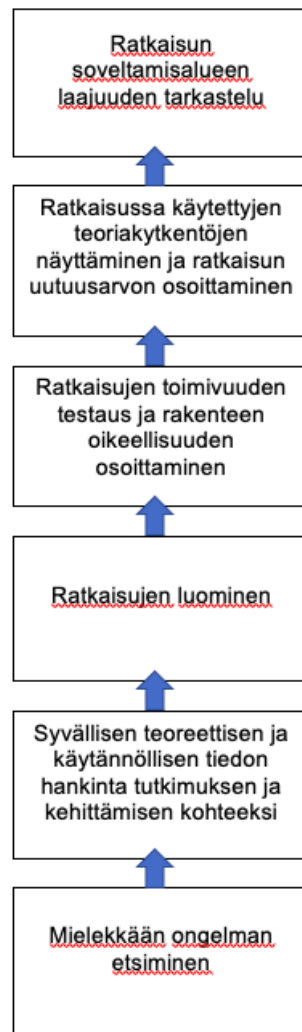 Ratkaisun
soveltamisalueen
laajuuden tarkastelu
Ratkaisussa käytettyjen
teoriakytkentöjen
näyttäminen ja ratkaisun
uutuusarvon osoittaminen
Ratkaisujen toimivuuden
testaus ja rakenteen
oikeellisuuden
osoittaminen
Ratkaisujen luominen
Syvällisen teoreettisen ja
käytännöllisen tiedon
hankinta tutkimuksen ja
kehittämisen kohteeksi
Mielekkään ongelman
etsiminen